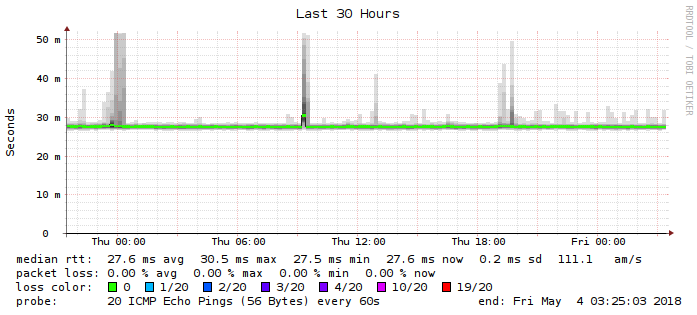 Last 30 Hours
RRDTOOL / TOBI OETIKER
Seconds
50 m
40 m
30 m
20 m
10 m
0
Thu 00:00 Thu 06:00 Thu 12:00 Thu 18:00 Fri 00:00
median rtt: 27.6 ms avg 30.5 ms max 27.5 ms min 27.6 ms now 0.2 ms sd 111.1 am/s
packet loss: 0.00 % avg 0.00 % max 0.00 % min 0.00 % now
loss color: 0 1/20 2/20 3/20 4/20 10/20 19/20
probe: 20 ICMP Echo Pings (56 Bytes) every 60s end: Fri May 4 03:25:03 2018